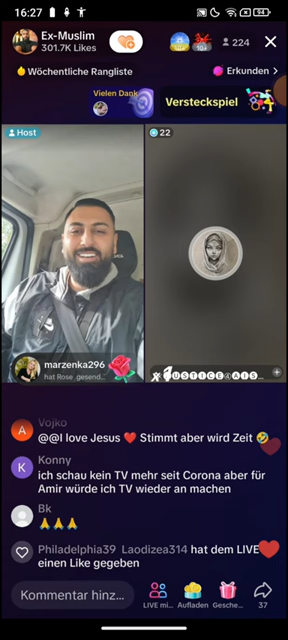 16:27
94
Ex-Muslim
301.7K Likes
10+
224
Wöchentliche Rangliste
Erkunden >
Vielen Dank
Versteckspiel
Host
22
marzenka296
hat Rose gesend...
Vojko
@@I love Jesus ❤️ Stimmt aber wird Zeit 🤣
K
Konny
ich schau kein TV mehr seit Corona aber für
Amir würde ich TV wieder an machen
Bk
🙏🙏🙏
Philadelphia39 Laodizea314 hat dem LIVE
einen Like gegeben
Kommentar hinz...
LIVE mi...
Aufladen
Gesche...
37